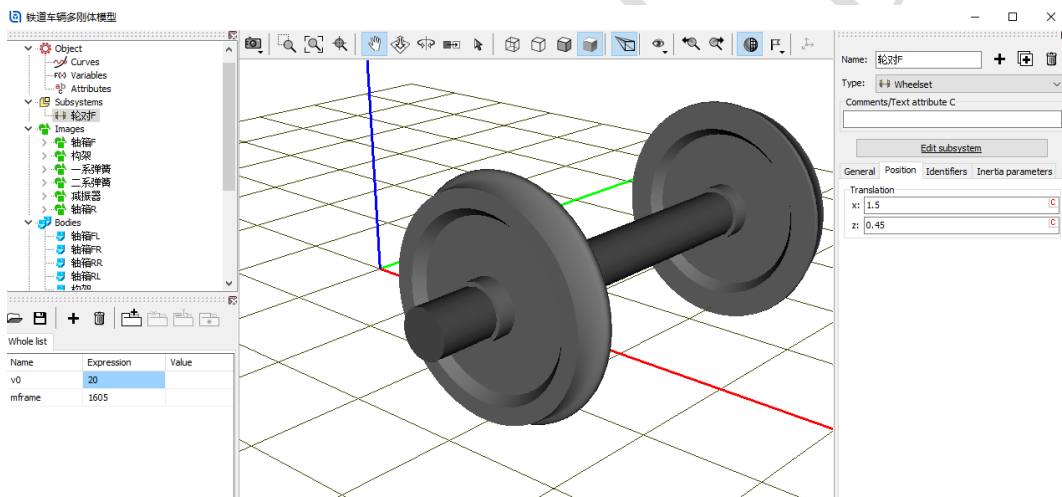 铁道车辆多刚体模型
Object
Curves
F(x) Variables
Attributes
Subsystems
轮对F
Images
轴箱F
构架
一系弹簧
二系弹簧
减振器
轴箱R
Bodies
轴箱FL
轴箱FR
轴箱RR
轴箱RL
构架
Whole list
Name Expression Value
v0 20
mframe 1605
Name: 轮对F
Type: Wheelset
Comments/Text attribute C
Edit subsystem
General Position Identifiers Inertia parameters
Translation
x: 1.5 C
z: 0.45 C